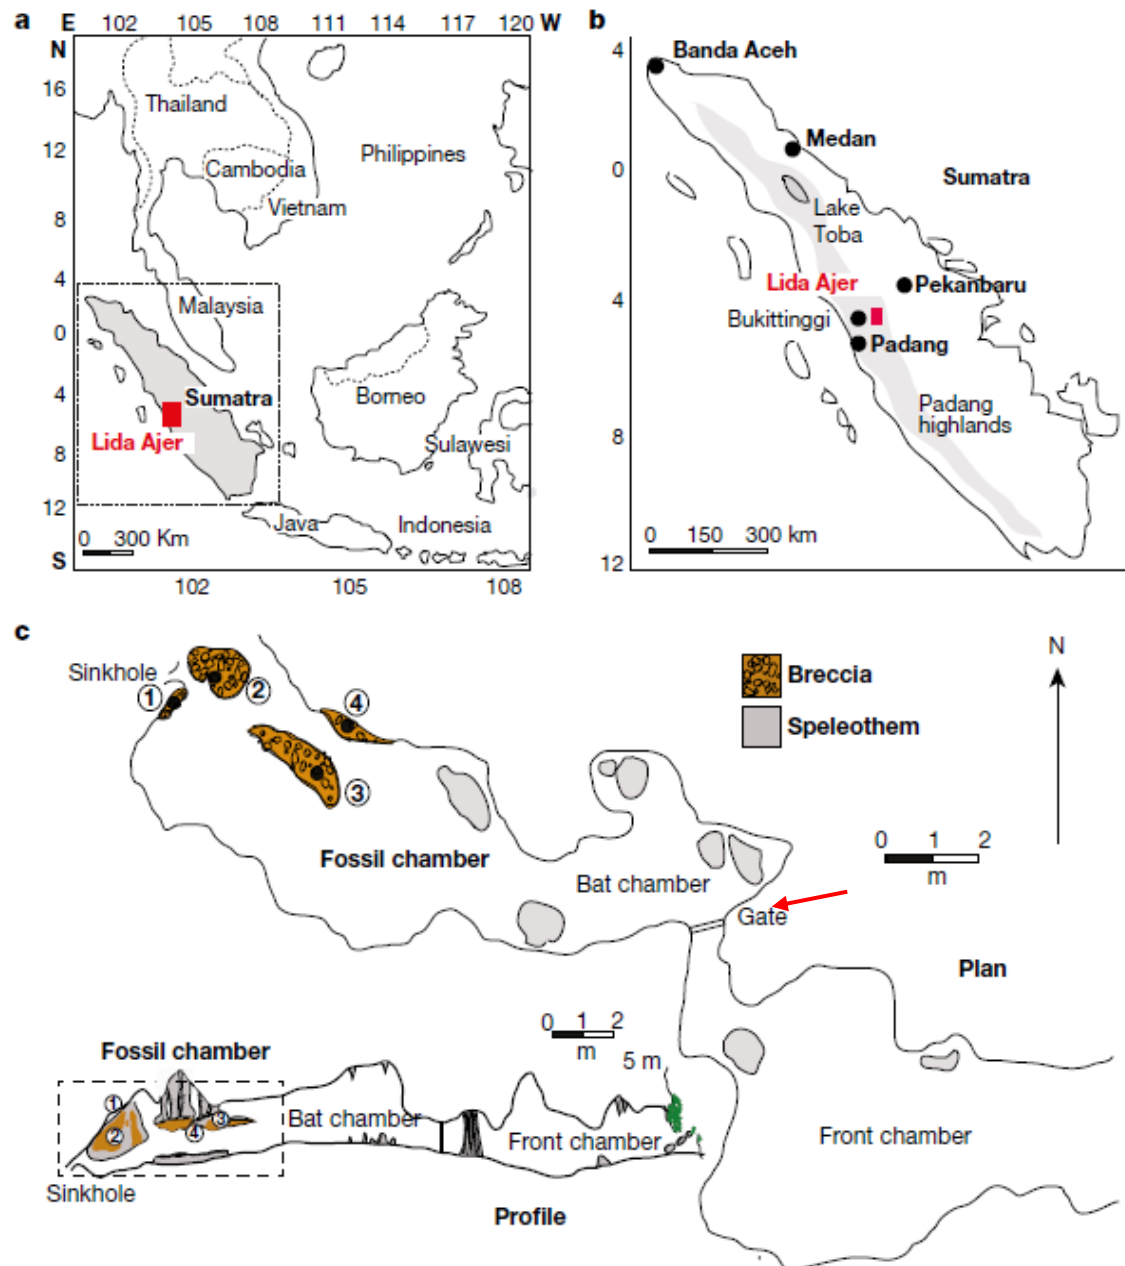 a
E 102 105 108 111 114 117 120 W
N
16
12
8
4
0
4
8
12
S
Thailand
Cambodia
Vietnam
Philippines
Malaysia
Sumatra
Lida Ajer
Borneo
Sulawesi
Java
Indonesia
0 300 Km
102 105 108
b
4
0
4
8
12
Banda Aceh
Medan
Sumatra
Lake
Toba
Lida Ajer
Pekanbaru
Bukittinggi
Padang
Padang
highlands
0 150 300 km
c
Sinkhole
1
2
4
3
Breccia
Speleothem
N
0 1 2
m
Fossil chamber
Bat chamber
Gate
Plan
0 1 2
m
5 m
Fossil chamber
1
2
3
4
Bat chamber
Front chamber
Front chamber
Sinkhole
Profile